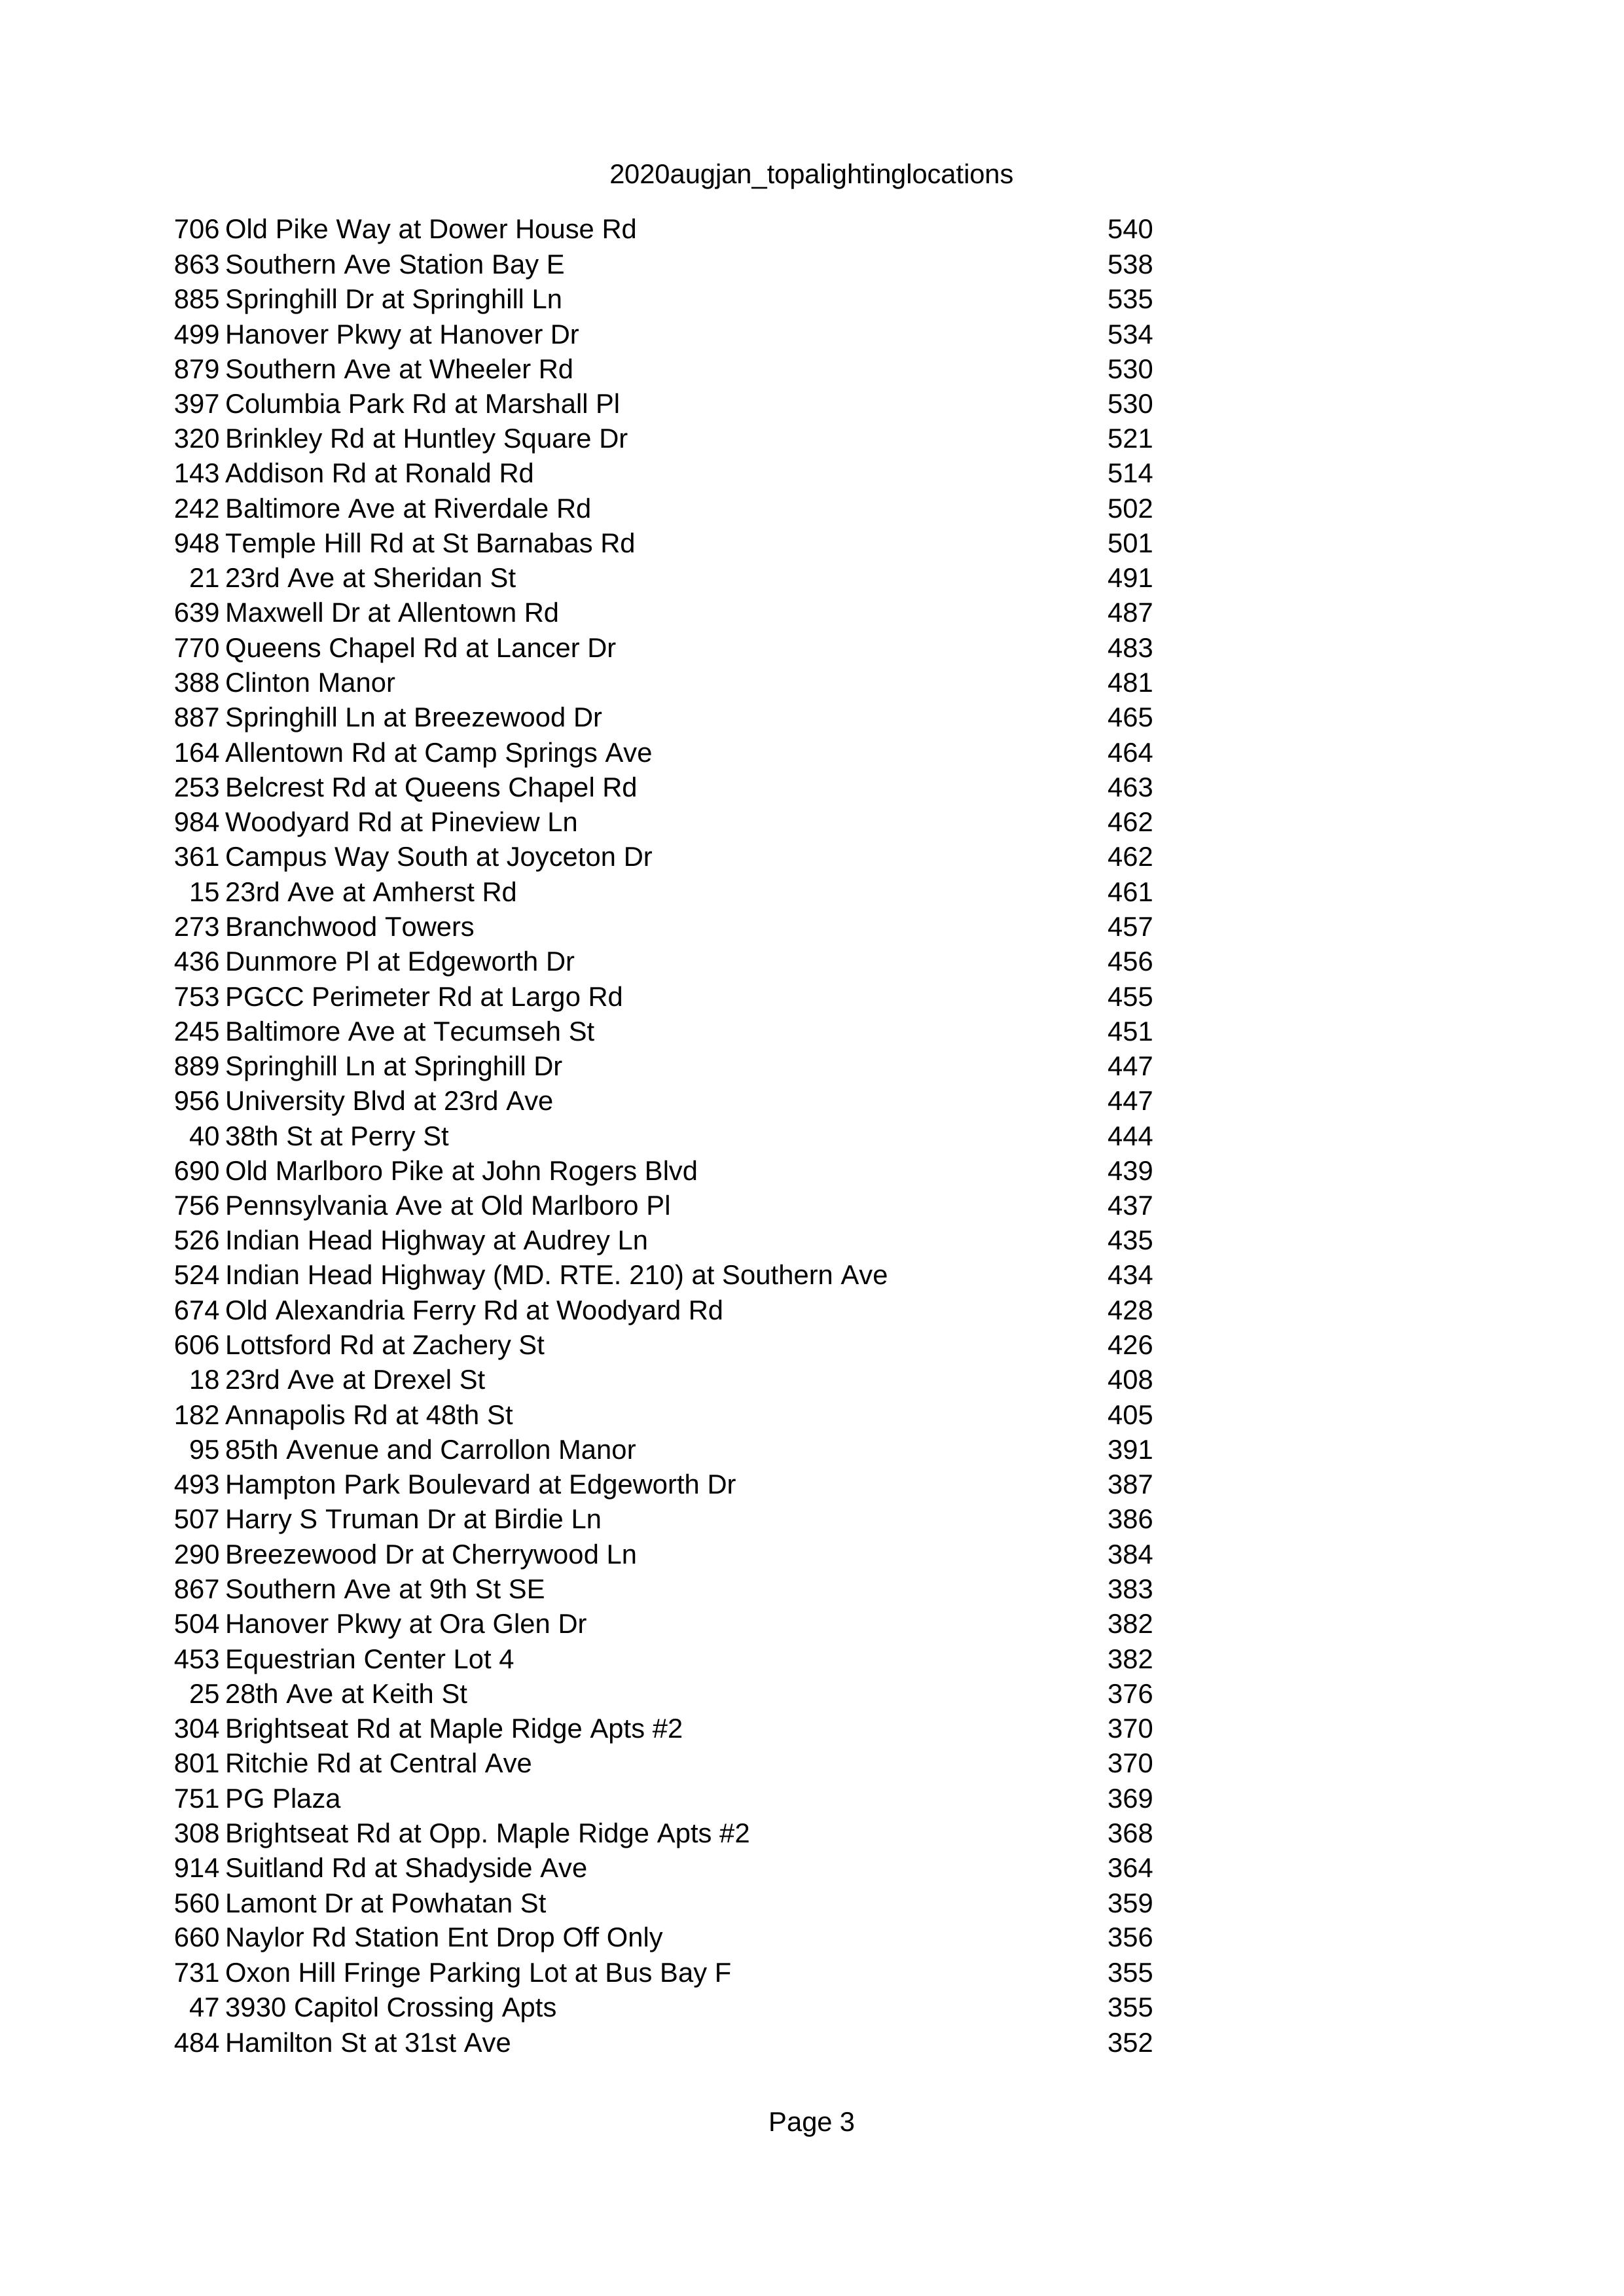 2020augjan_topalightinglocations
706 Old Pike Way at Dower House Rd 540
863 Southern Ave Station Bay E 538
885 Springhill Dr at Springhill Ln 535
499 Hanover Pkwy at Hanover Dr 534
879 Southern Ave at Wheeler Rd 530
397 Columbia Park Rd at Marshall Pl 530
320 Brinkley Rd at Huntley Square Dr 521
143 Addison Rd at Ronald Rd 514
242 Baltimore Ave at Riverdale Rd 502
948 Temple Hill Rd at St Barnabas Rd 501
21 23rd Ave at Sheridan St 491
639 Maxwell Dr at Allentown Rd 487
770 Queens Chapel Rd at Lancer Dr 483
388 Clinton Manor 481
887 Springhill Ln at Breezewood Dr 465
164 Allentown Rd at Camp Springs Ave 464
253 Belcrest Rd at Queens Chapel Rd 463
984 Woodyard Rd at Pineview Ln 462
361 Campus Way South at Joyceton Dr 462
15 23rd Ave at Amherst Rd 461
273 Branchwood Towers 457
436 Dunmore Pl at Edgeworth Dr 456
753 PGCC Perimeter Rd at Largo Rd 455
245 Baltimore Ave at Tecumseh St 451
889 Springhill Ln at Springhill Dr 447
956 University Blvd at 23rd Ave 447
40 38th St at Perry St 444
690 Old Marlboro Pike at John Rogers Blvd 439
756 Pennsylvania Ave at Old Marlboro Pl 437
526 Indian Head Highway at Audrey Ln 435
524 Indian Head Highway (MD. RTE. 210) at Southern Ave 434
674 Old Alexandria Ferry Rd at Woodyard Rd 428
606 Lottsford Rd at Zachery St 426
18 23rd Ave at Drexel St 408
182 Annapolis Rd at 48th St 405
95 85th Avenue and Carrollon Manor 391
493 Hampton Park Boulevard at Edgeworth Dr 387
507 Harry S Truman Dr at Birdie Ln 386
290 Breezewood Dr at Cherrywood Ln 384
867 Southern Ave at 9th St SE 383
504 Hanover Pkwy at Ora Glen Dr 382
453 Equestrian Center Lot 4 382
25 28th Ave at Keith St 376
304 Brightseat Rd at Maple Ridge Apts #2 370
801 Ritchie Rd at Central Ave 370
751 PG Plaza 369
308 Brightseat Rd at Opp. Maple Ridge Apts #2 368
914 Suitland Rd at Shadyside Ave 364
560 Lamont Dr at Powhatan St 359
660 Naylor Rd Station Ent Drop Off Only 356
731 Oxon Hill Fringe Parking Lot at Bus Bay F 355
47 3930 Capitol Crossing Apts 355
484 Hamilton St at 31st Ave 352
Page 3